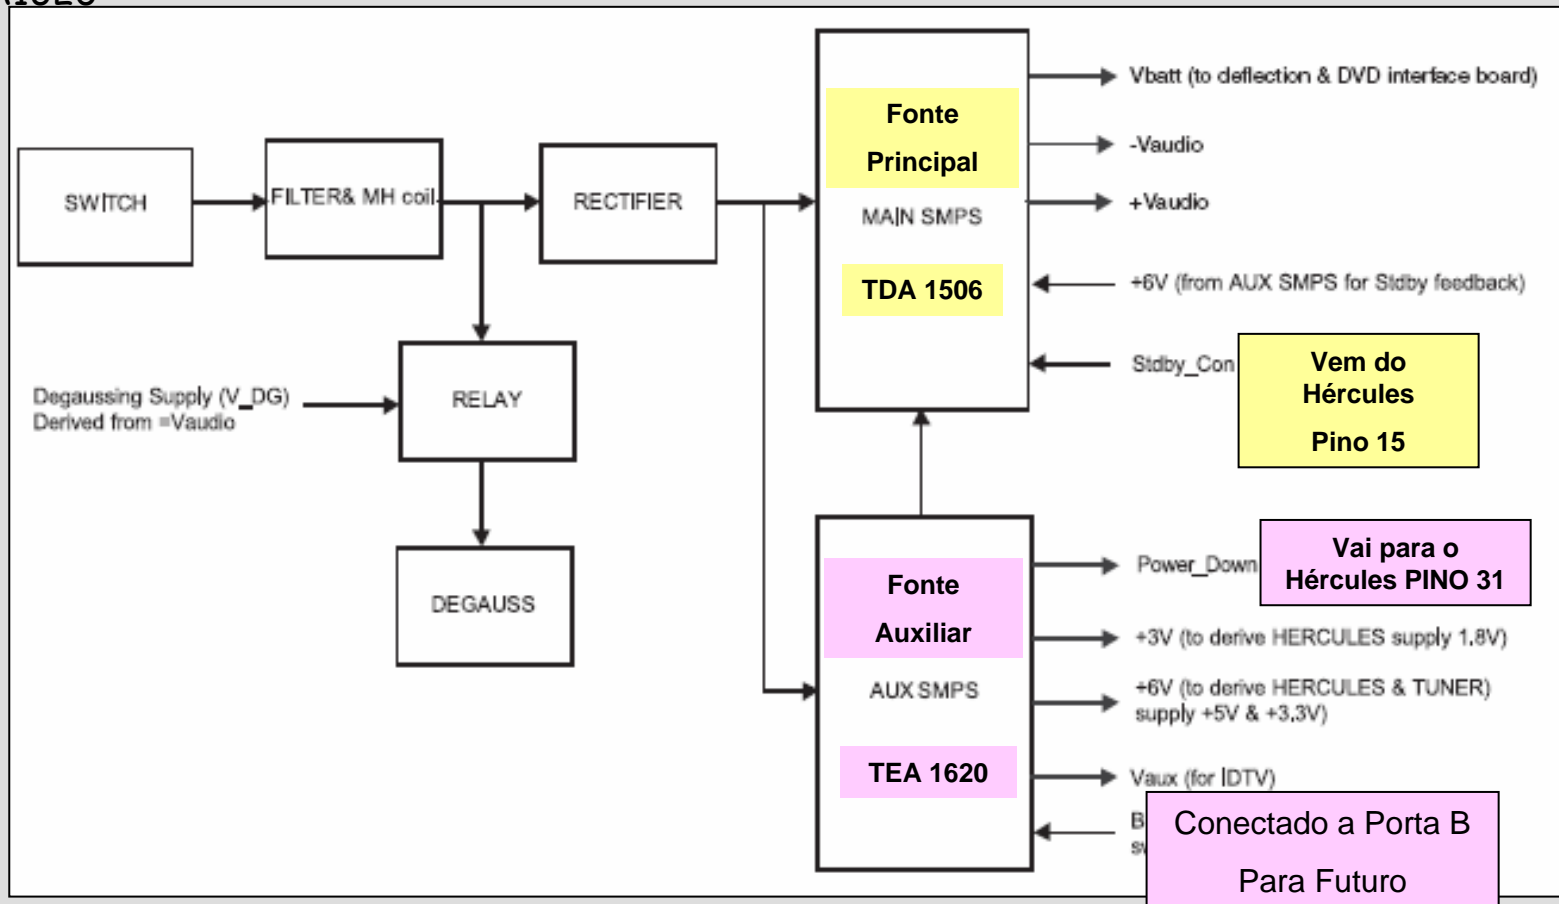 SWITCH
FILTER& MH coil
RECTIFIER
RELAY
Degaussing Supply (V_DG)
Derived from =Vaudio
DEGAUSS
Fonte
Principal
MAIN SMPS
TDA 1506
Vbatt (to deflection & DVD interface board)
-Vaudio
+Vaudio
+6V (from AUX SMPS for Stdby feedback)
Stdby_Con
Vem do
Hércules
Pino 15
Fonte
Auxiliar
AUX SMPS
TEA 1620
Power_Down
Vai para o
Hércules PINO 31
+3V (to derive HERCULES supply 1.8V)
+6V (to derive HERCULES & TUNER)
supply +5V & +3.3V)
Vaux (for IDTV)
Conectado a Porta B
Para Futuro